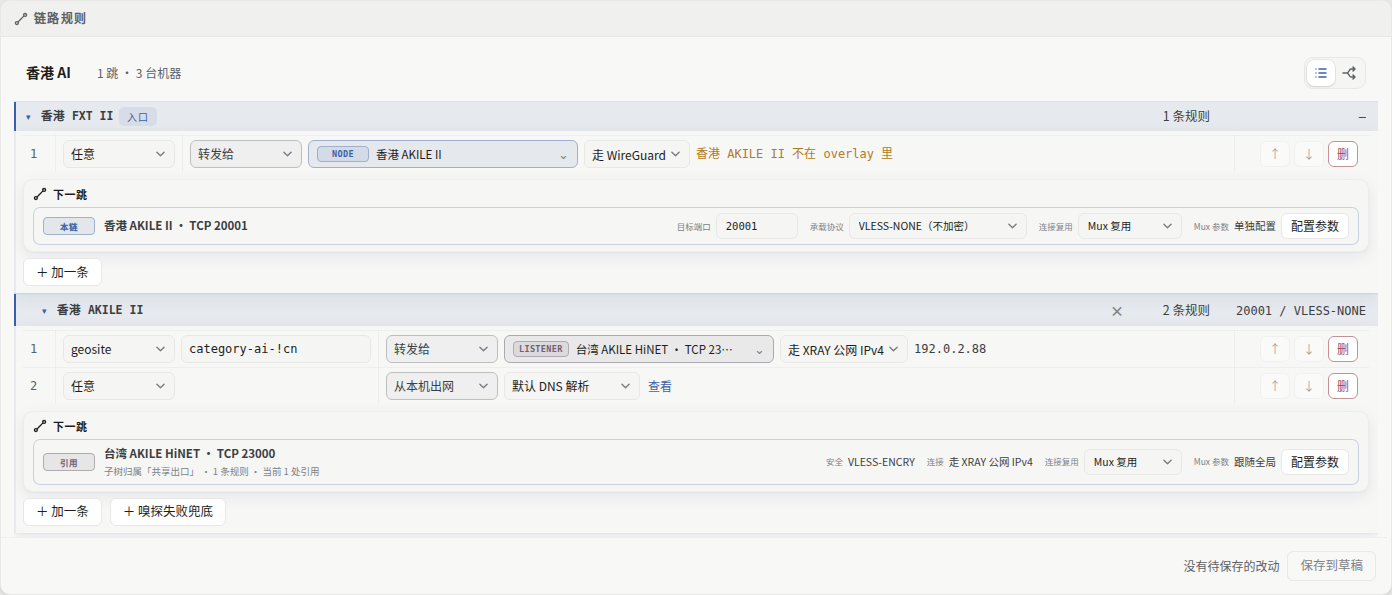 链路规则
香港 AI 1 跳 · 3 台机器
▾ 香港 FXT II 入口 1 条规则 —
1 任意 转发给 NODE 香港 AKILE II 走 WireGuard 香港 AKILE II 不在 overlay 里 ↑ ↓ 删
下一跳
本链 香港 AKILE II · TCP 20001 目标端口 20001 承载协议 VLESS-NONE（不加密） 连接复用 Mux 复用 Mux 参数 单独配置 配置参数
+ 加一条
▾ 香港 AKILE II × 2 条规则 20001 / VLESS-NONE
1 geosite category-ai-!cn 转发给 LISTENER 台湾 AKILE HiNET · TCP 23… 走 XRAY 公网 IPv4 192.0.2.88 ↑ ↓ 删
2 任意 从本机出网 默认 DNS 解析 查看 ↑ ↓ 删
下一跳
引用 台湾 AKILE HiNET · TCP 23000 安全 VLESS-ENCRY 连接 走 XRAY 公网 IPv4 连接复用 Mux 复用 Mux 参数 跟随全局 配置参数
子树归属「共享出口」 · 1 条规则 · 当前 1 处引用
+ 加一条 + 嗅探失败兜底
没有待保存的改动 保存到草稿